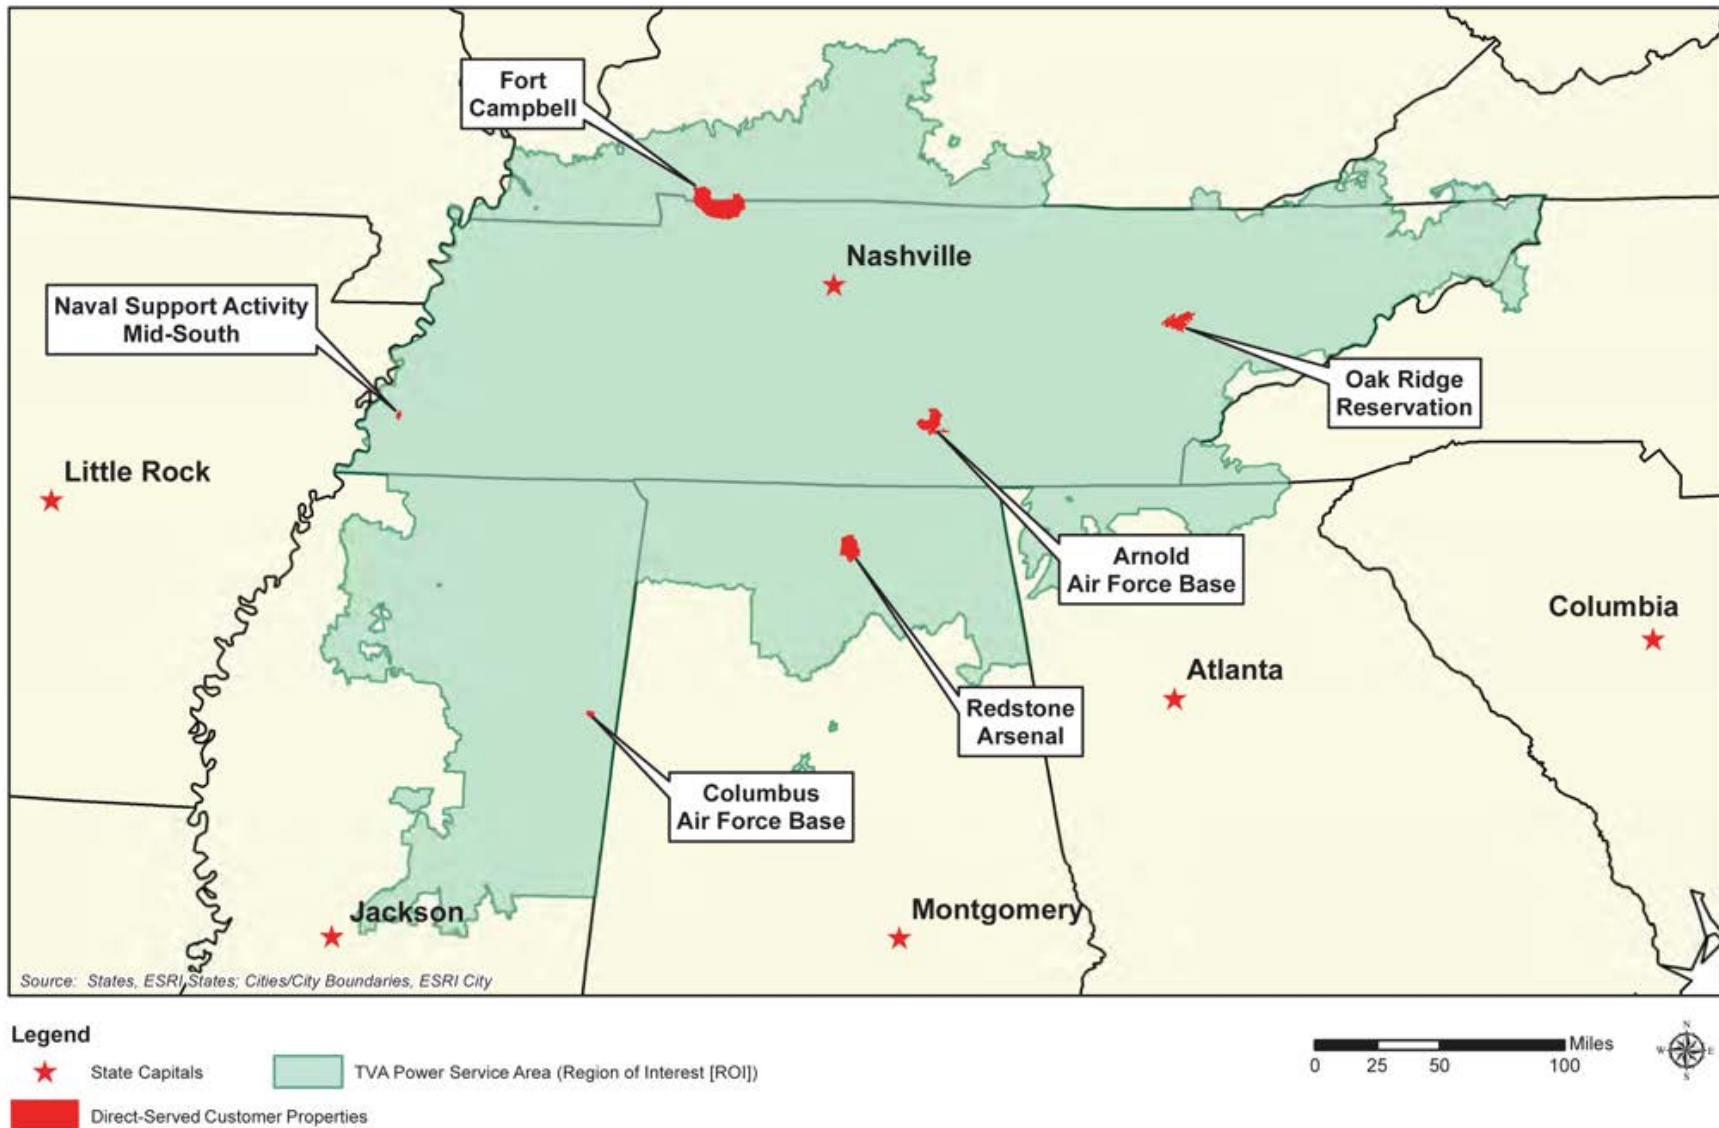 Fort
Campbell
Nashville
Naval Support Activity
Mid-South
Oak Ridge
Reservation
Little Rock
Arnold
Air Force Base
Columbia
Atlanta
Redstone
Arsenal
Columbus
Air Force Base
Jackson
Montgomery
Source: States, ESRI States; Cities/City Boundaries, ESRI City
Legend
State Capitals
TVA Power Service Area (Region of Interest [ROI])
Direct-Served Customer Properties
Miles
0 25 50 100
N
W E
S